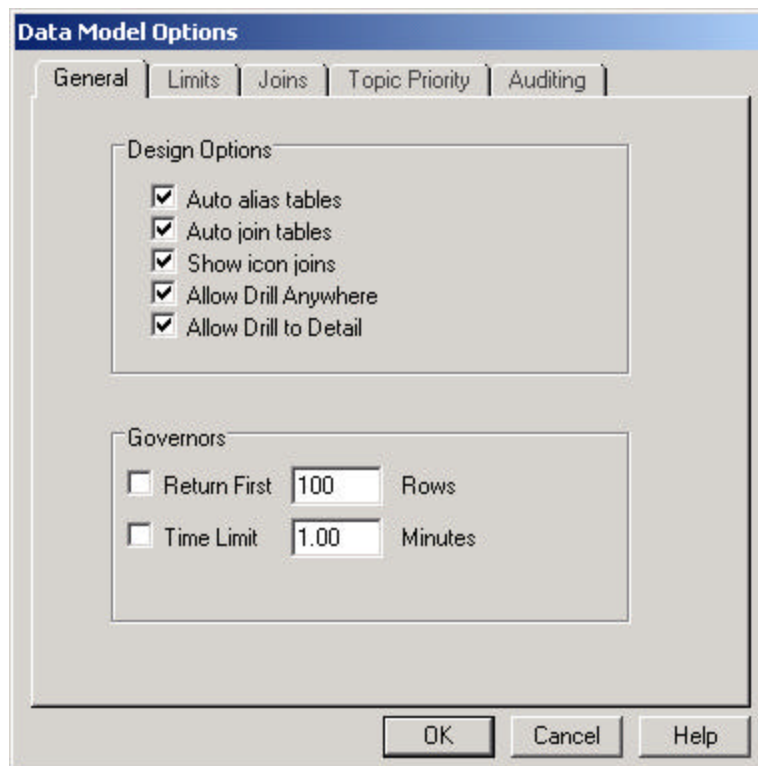 Data Model Options
General Limits Joins Topic Priority Auditing
Design Options
Auto alias tables
Auto join tables
Show icon joins
Allow Drill Anywhere
Allow Drill to Detail
Governors
Return First 100 Rows
Time Limit 1.00 Minutes
OK Cancel Help